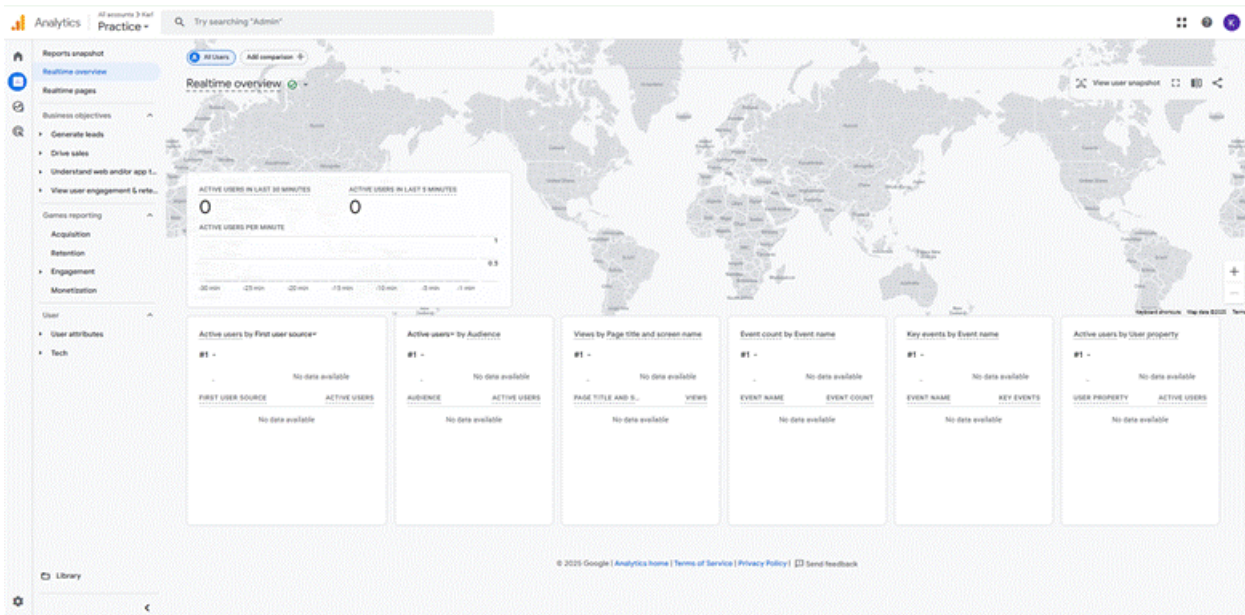 Analytics
All accounts > Karl
Practice
Try searching "Admin"
K
Reports snapshot
Realtime overview
Realtime pages
Business objectives
Generate leads
Drive sales
Understand web and/or app t...
View user engagement & rete...
Games reporting
Acquisition
Retention
Engagement
Monetization
User
User attributes
Tech
Library
A All Users
Add comparison +
Realtime overview
View user snapshot
ACTIVE USERS IN LAST 30 MINUTES
0
ACTIVE USERS IN LAST 5 MINUTES
0
ACTIVE USERS PER MINUTE
1
0.5
-30 min -25 min -20 min -15 min -10 min -5 min -1 min
Keyboard shortcuts Map data ©2025 Terms
Active users by First user source
#1 -
-
No data available
FIRST USER SOURCE ACTIVE USERS
No data available
Active users by Audience
#1 -
-
No data available
AUDIENCE ACTIVE USERS
No data available
Views by Page title and screen name
#1 -
-
No data available
PAGE TITLE AND S... VIEWS
No data available
Event count by Event name
#1 -
-
No data available
EVENT NAME EVENT COUNT
No data available
Key events by Event name
#1 -
-
No data available
EVENT NAME KEY EVENTS
No data available
Active users by User property
#1 -
-
No data available
USER PROPERTY ACTIVE USERS
No data available
© 2025 Google | Analytics home | Terms of Service | Privacy Policy | Send feedback